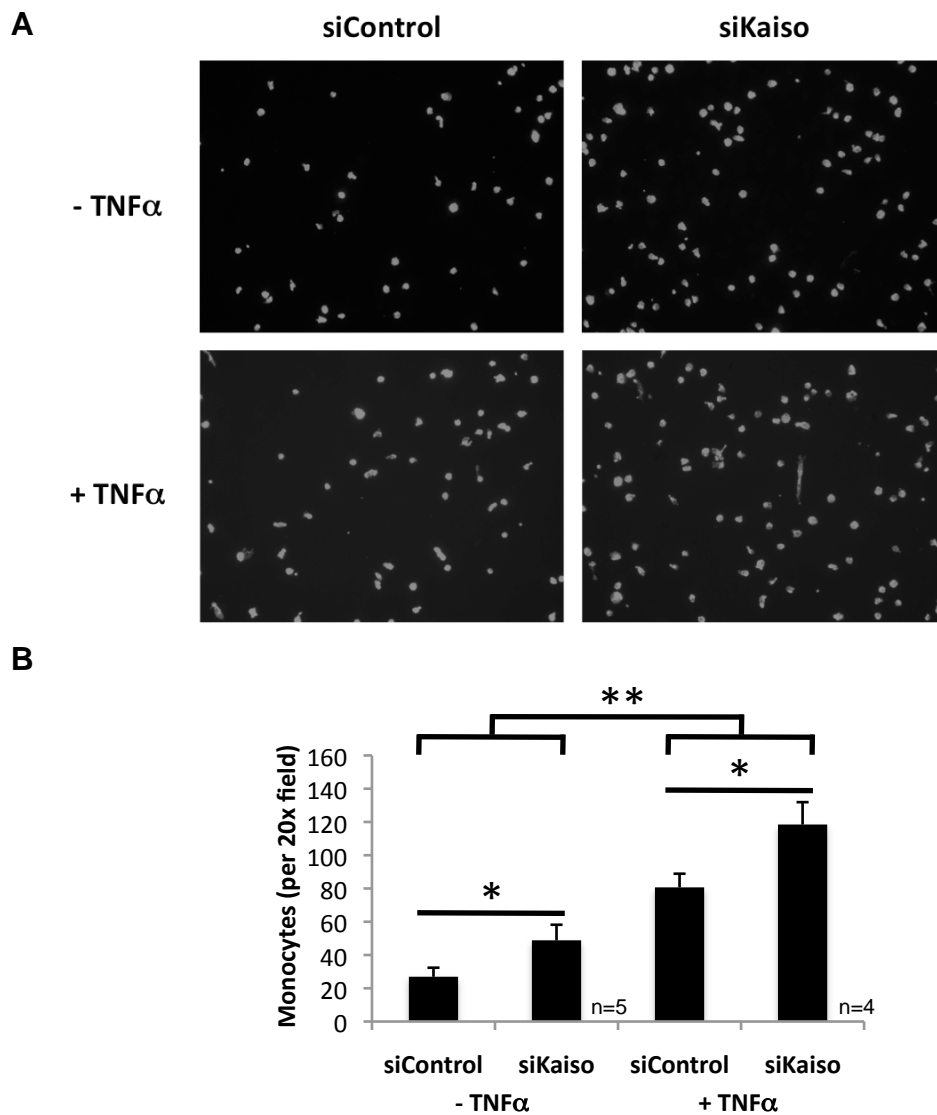 A
siControl siKaiso
- TNFα
+ TNFα
B
**
Monocytes (per 20x field)
160
140
120
100
80
60
40
20
0
*
*
n=5
n=4
siControl siKaiso siControl siKaiso
- TNFα + TNFα